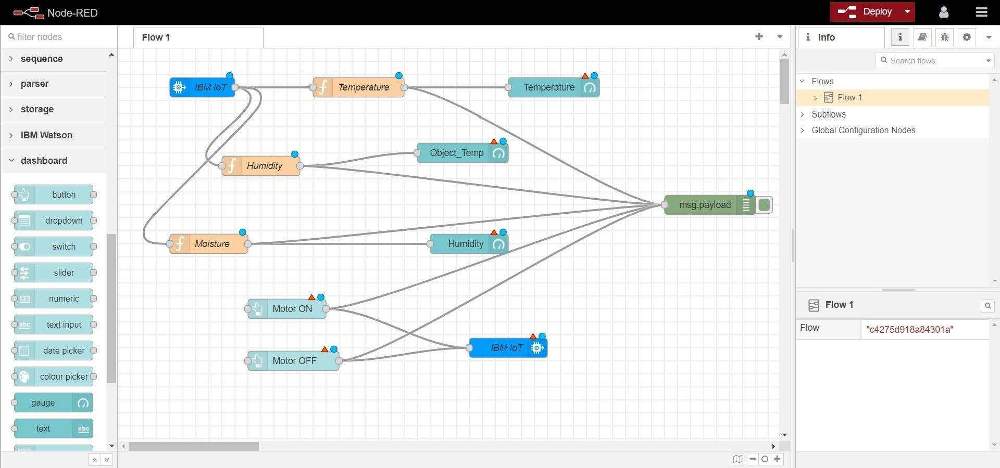 Node-RED
Deploy
filter nodes
Flow 1
info
sequence
parser
storage
IBM Watson
dashboard
button
dropdown
switch
slider
numeric
123
text input
abc
date picker
colour picker
gauge
text
abc
IBM IoT
Temperature
Temperature
Humidity
Object_Temp
msg.payload
Moisture
Humidity
Motor ON
IBM IoT
Motor OFF
Search flows
Flows
Flow 1
Subflows
Global Configuration Nodes
Flow 1
Flow
"c4275d918a84301a"